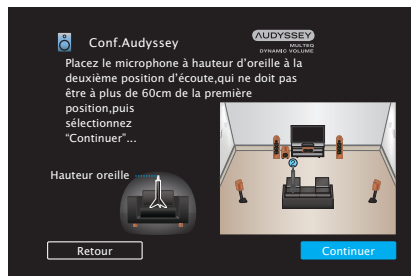 Conf.Audyssey
AUDYSSEY
MULTEQ
DYNAMIC VOLUME
Placez le microphone à hauteur d’oreille à la
deuxième position d’écoute,qui ne doit pas
être à plus de 60cm de la première
position,puis
sélectionnez
“Continuer”...
Hauteur oreille
Retour
Continuer